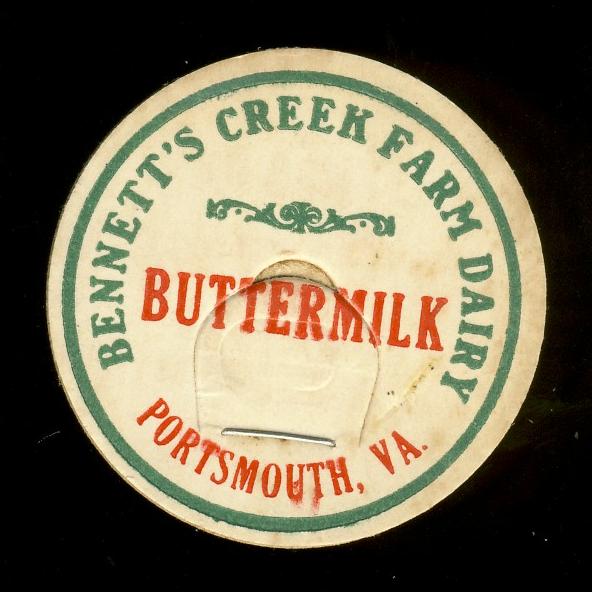 BENNETT'S CREEK FARM DAIRY
BUTTERMILK
PORTSMOUTH, VA.